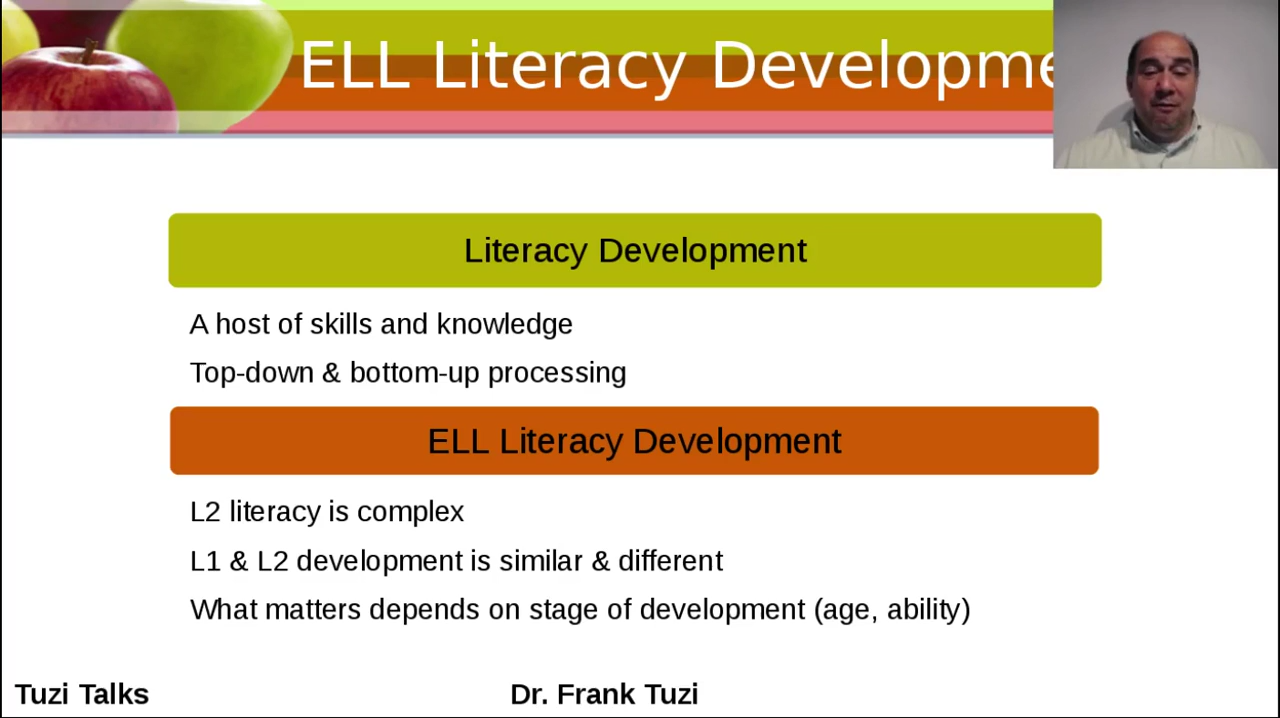 ELL Literacy Developme
Literacy Development
A host of skills and knowledge
Top-down & bottom-up processing
ELL Literacy Development
L2 literacy is complex
L1 & L2 development is similar & different
What matters depends on stage of development (age, ability)
Tuzi Talks
Dr. Frank Tuzi